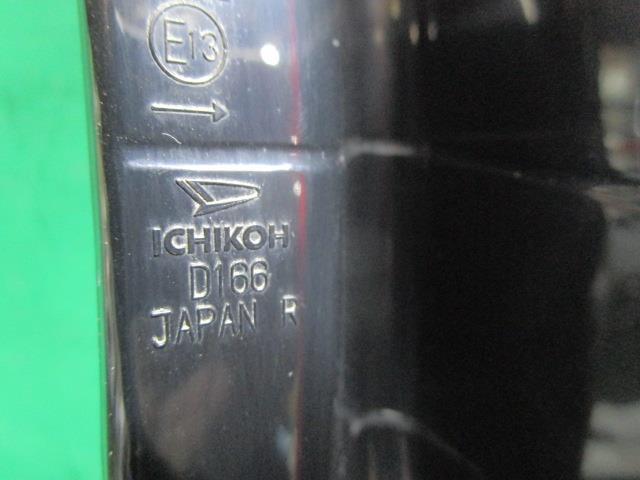 E13
ICHIKOH
D166
JAPAN R